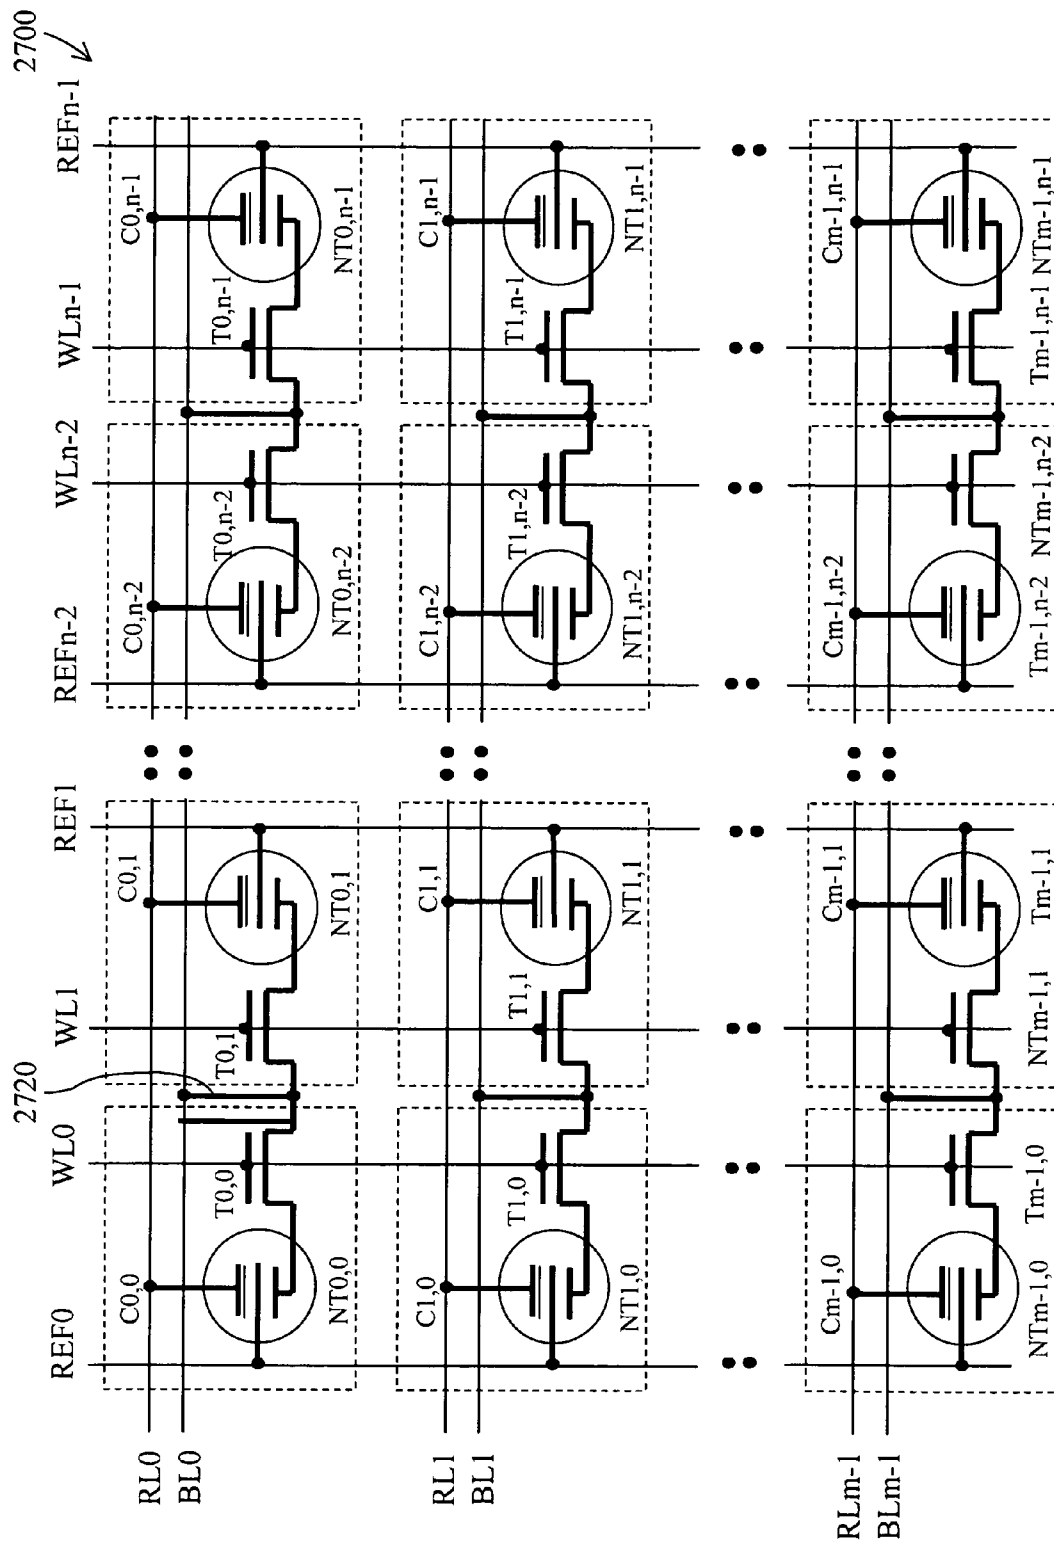 2720 2700
REF0 WL0 WL1 REF1 REFn-2 WLn-2 WLn-1 REFn-1
C0,0 C0,1 C0,n-2 C0,n-1
RL0
BL0
T0,0 T0,1 T0,n-2 T0,n-1
NT0,0 NT0,1 NT0,n-2 NT0,n-1
C1,0 C1,1 C1,n-2 C1,n-1
RL1
BL1
T1,0 T1,1 T1,n-2 T1,n-1
NT1,0 NT1,1 NT1,n-2 NT1,n-1
Cm-1,0 Cm-1,1 Cm-1,n-2 Cm-1,n-1
RLm-1
BLm-1
NTm-1,0 Tm-1,0 NTm-1,1 Tm-1,1 Tm-1,n-2 NTm-1,n-2 Tm-1,n-1 NTm-1,n-1